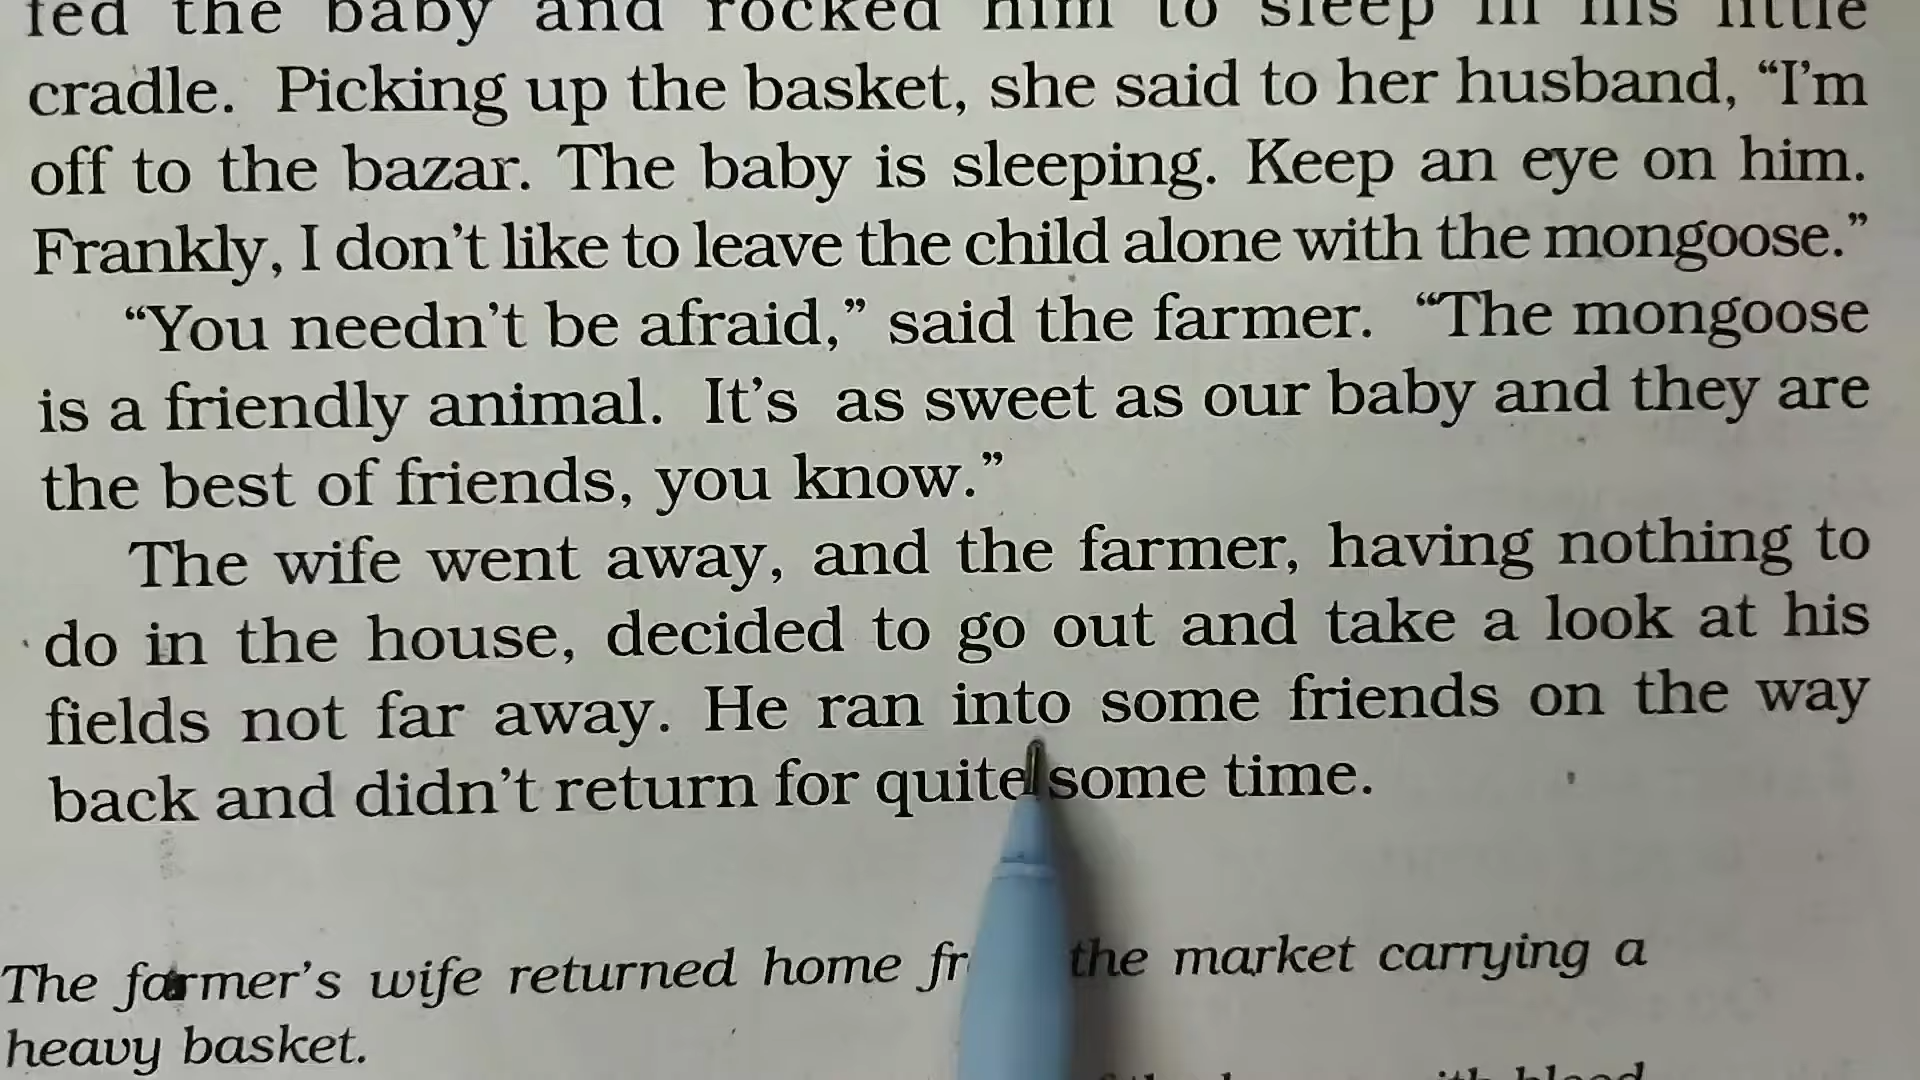 fed the baby and rocked him to sleep in his little
cradle. Picking up the basket, she said to her husband, “I’m
off to the bazar. The baby is sleeping. Keep an eye on him.
Frankly, I don’t like to leave the child alone with the mongoose.”
“You needn’t be afraid,” said the farmer. “The mongoose
is a friendly animal. It’s as sweet as our baby and they are
the best of friends, you know.”
The wife went away, and the farmer, having nothing to
do in the house, decided to go out and take a look at his
fields not far away. He ran into some friends on the way
back and didn’t return for quite some time.
The farmer’s wife returned home the market carrying a
heavy basket.
with blood